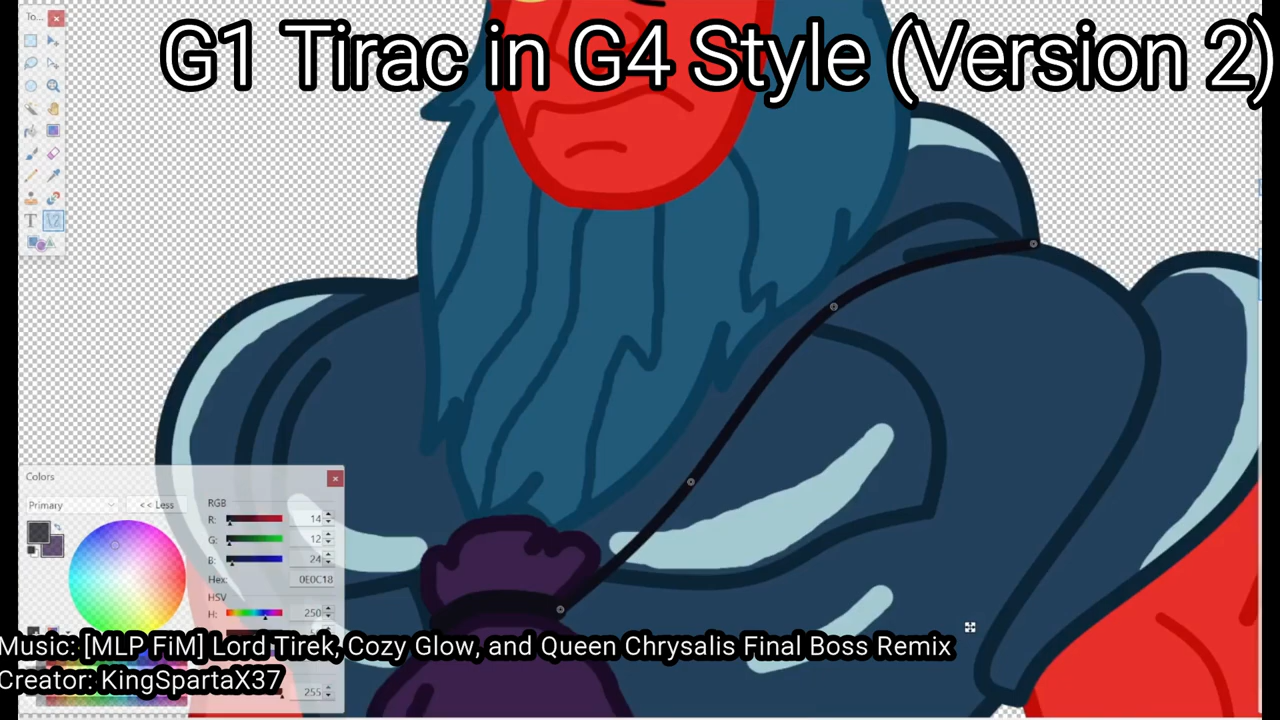 To...
G1 Tirac in G4 Style (Version 2)
T
Colors
Primary
<< Less
RGB
R: 14
G: 12
B: 24
Hex: 0E0C18
HSV
H: 250
Music: [MLP FiM] Lord Tirek, Cozy Glow, and Queen Chrysalis Final Boss Remix
Creator: KingSpartaX37
255